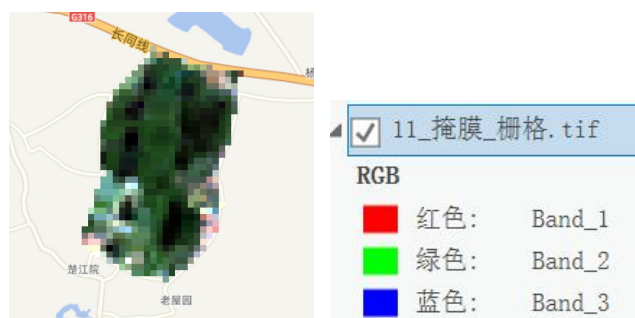 G316
长同线
杨
楚江院
老屋园
11_掩膜_栅格.tif
RGB
红色: Band_1
绿色: Band_2
蓝色: Band_3